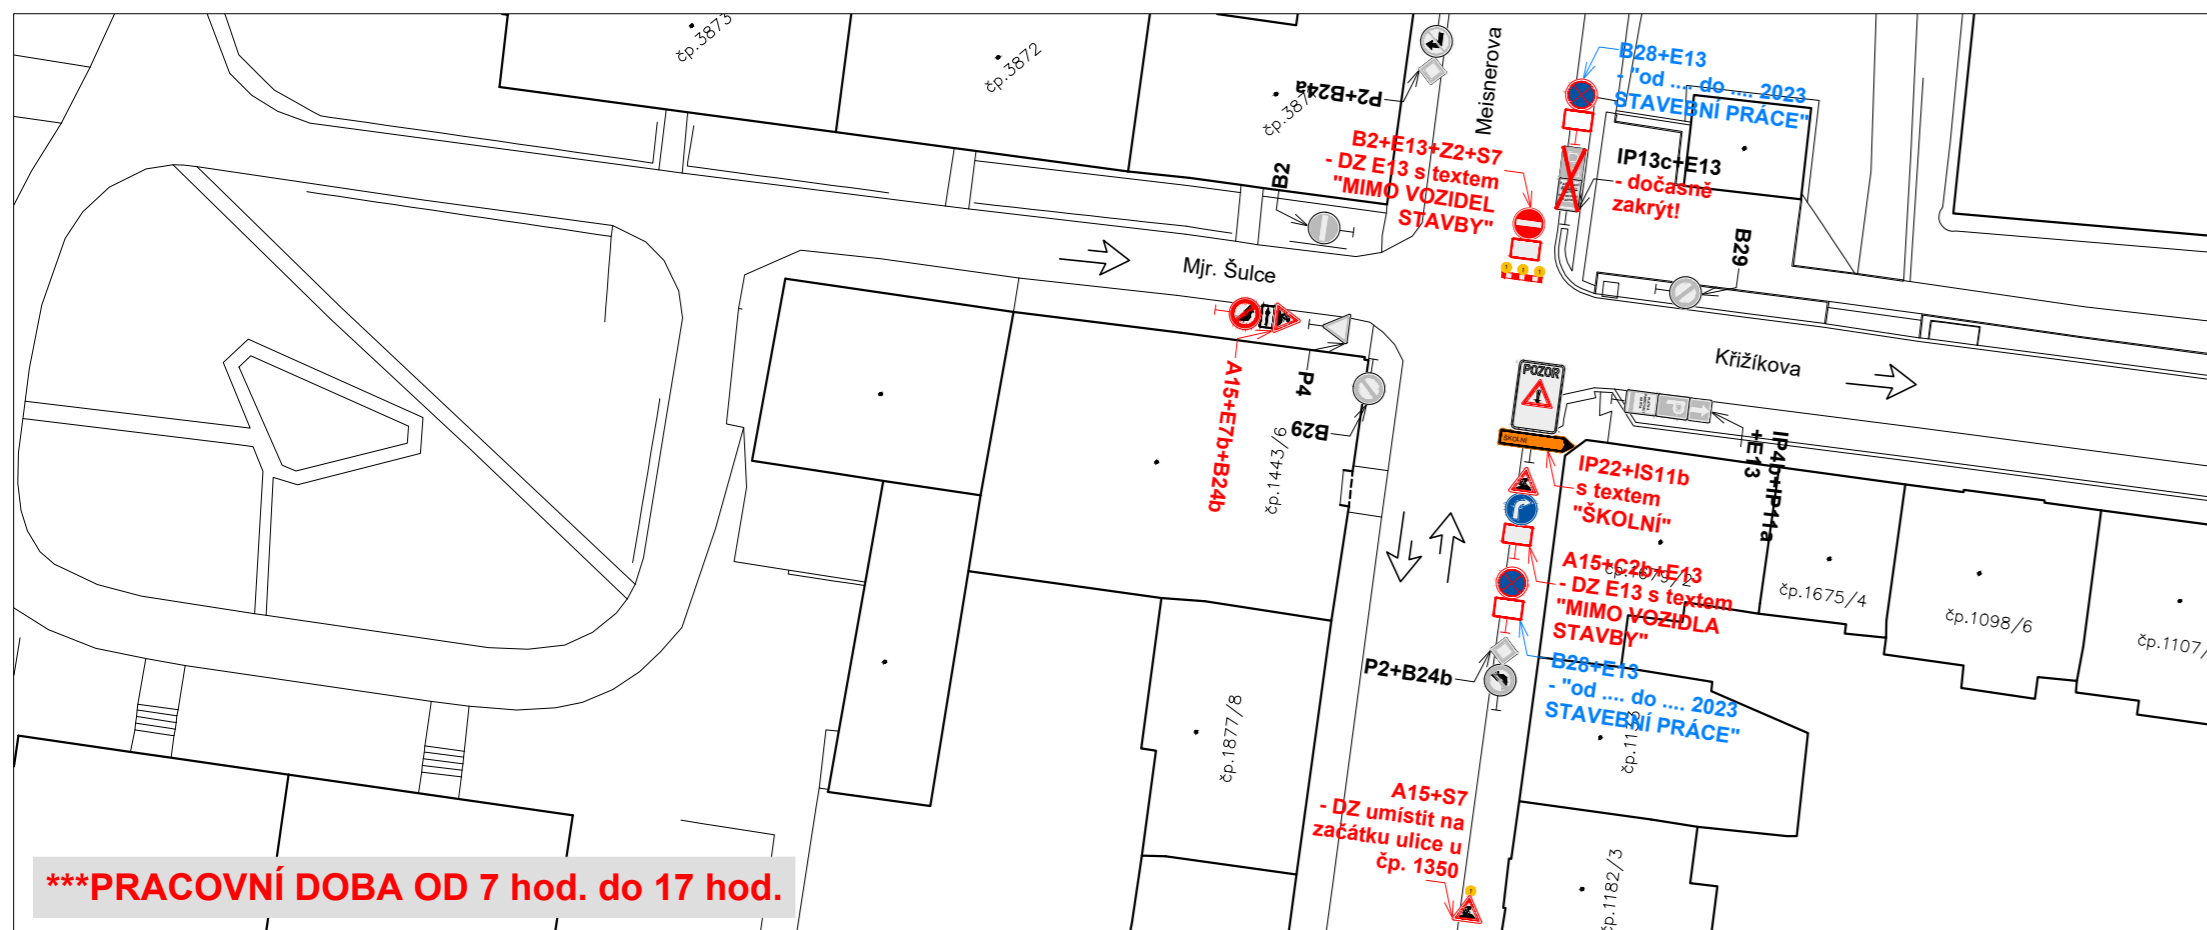 čp.3873
čp.3872
P2+B24a
Meisnerova
B28+E13
- "od .... do .... 2023
STAVEBNÍ PRÁCE"
B2+E13+Z2+S7
- DZ E13 s textem
"MIMO VOZIDEL
STAVBY"
IP13c+E13
- dočasně
zakrýt!
B2
B29
Mjr. Šulce
Křižíkova
A15+E7b+B24b
P4
B29
čp.1443/6
POZOR
ŠKOLNÍ
IP22+IS11b
s textem
"ŠKOLNÍ"
IP4b+IP11a
+E13
A15+C2b+E13
- DZ E13 s textem
"MIMO VOZIDLA
STAVBY"
čp.1675/4
čp.1098/6
P2+B24b
B28+E13
- "od .... do .... 2023
STAVEBNÍ PRÁCE"
čp.1877/8
A15+S7
- DZ umístit na
začátku ulice u
čp. 1350
čp.1182/3
***PRACOVNÍ DOBA OD 7 hod. do 17 hod.